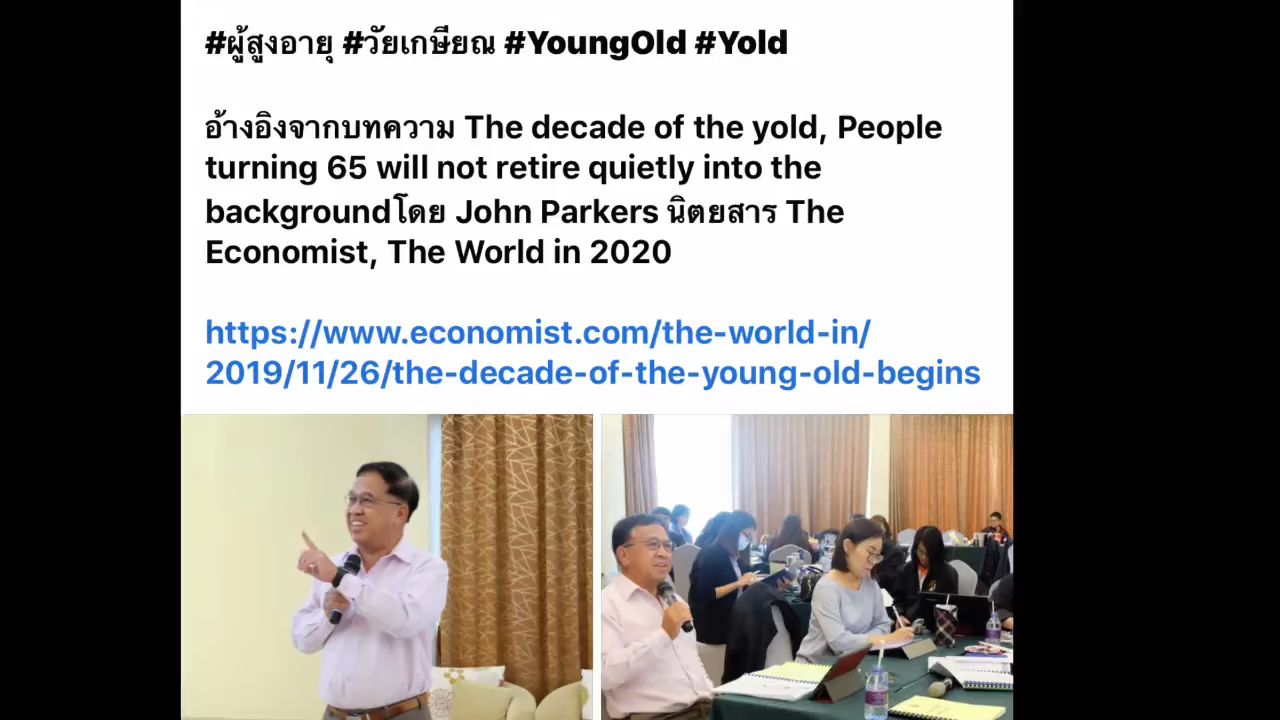 #ผู้สูงอายุ #วัยเกษียณ #YoungOld #Yold
อ้างอิงจากบทความ The decade of the yold, People
turning 65 will not retire quietly into the
backgroundโดย John Parkers นิตยสาร The
Economist, The World in 2020
https://www.economist.com/the-world-in/
2019/11/26/the-decade-of-the-young-old-begins